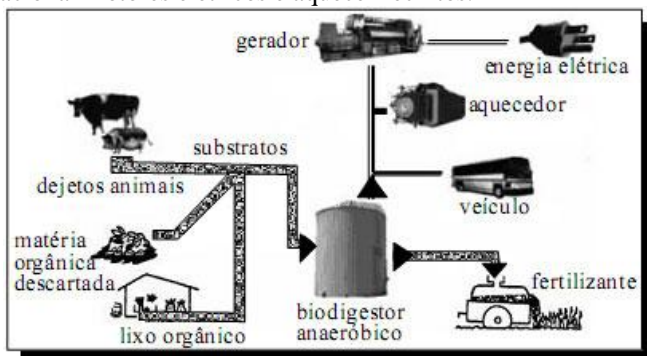 gerador
energia elétrica
aquecedor
substratos
dejetos animais
veículo
matéria
orgânica
descartada
fertilizante
biodigestor
anaeróbico
lixo orgânico